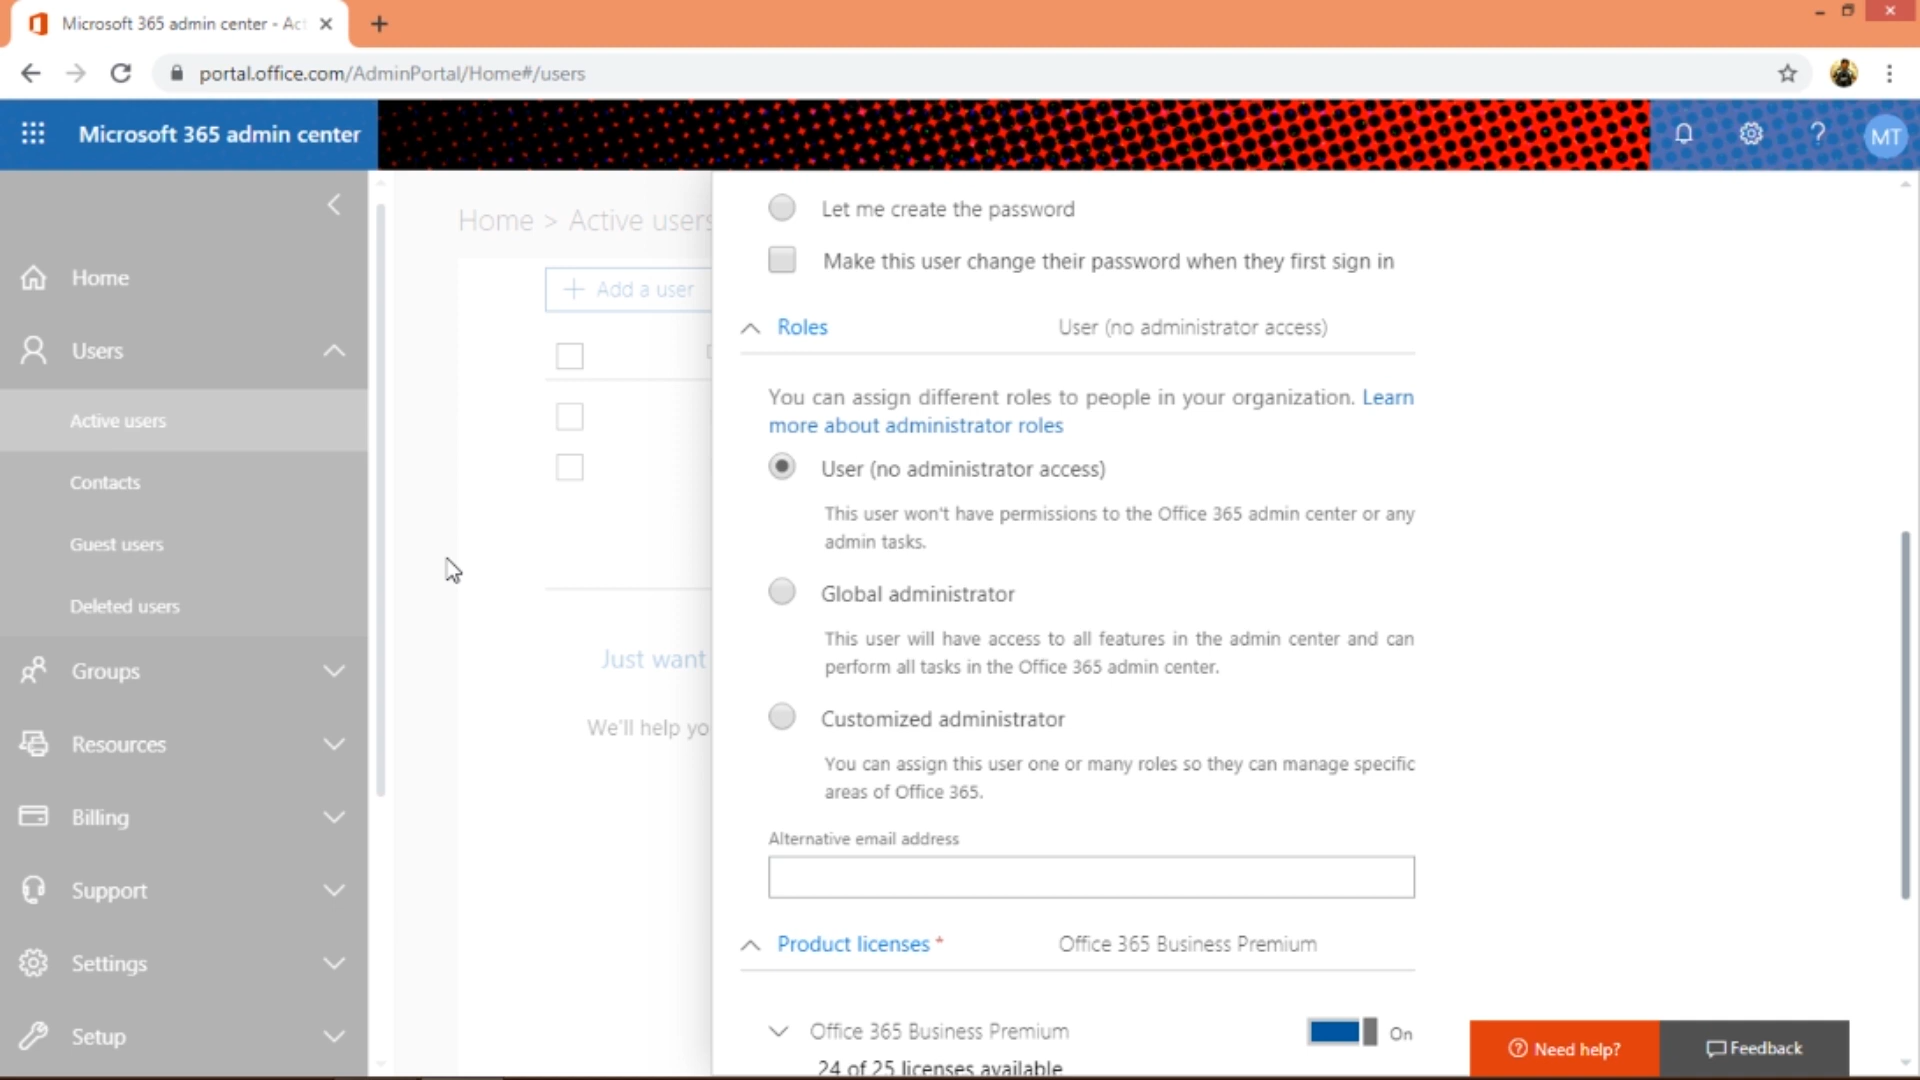 Microsoft 365 admin center - Act
portal.office.com/AdminPortal/Home#/users
Microsoft 365 admin center
MT
Home
Users
Active users
Contacts
Guest users
Deleted users
Groups
Resources
Billing
Support
Settings
Setup
Home > Active users
+ Add a user
Just want
We'll help yo
Let me create the password
Make this user change their password when they first sign in
Roles
User (no administrator access)
You can assign different roles to people in your organization. Learn
more about administrator roles
User (no administrator access)
This user won't have permissions to the Office 365 admin center or any
admin tasks.
Global administrator
This user will have access to all features in the admin center and can
perform all tasks in the Office 365 admin center.
Customized administrator
You can assign this user one or many roles so they can manage specific
areas of Office 365.
Alternative email address
Product licenses *
Office 365 Business Premium
Office 365 Business Premium
On
24 of 25 licenses available
Need help?
Feedback